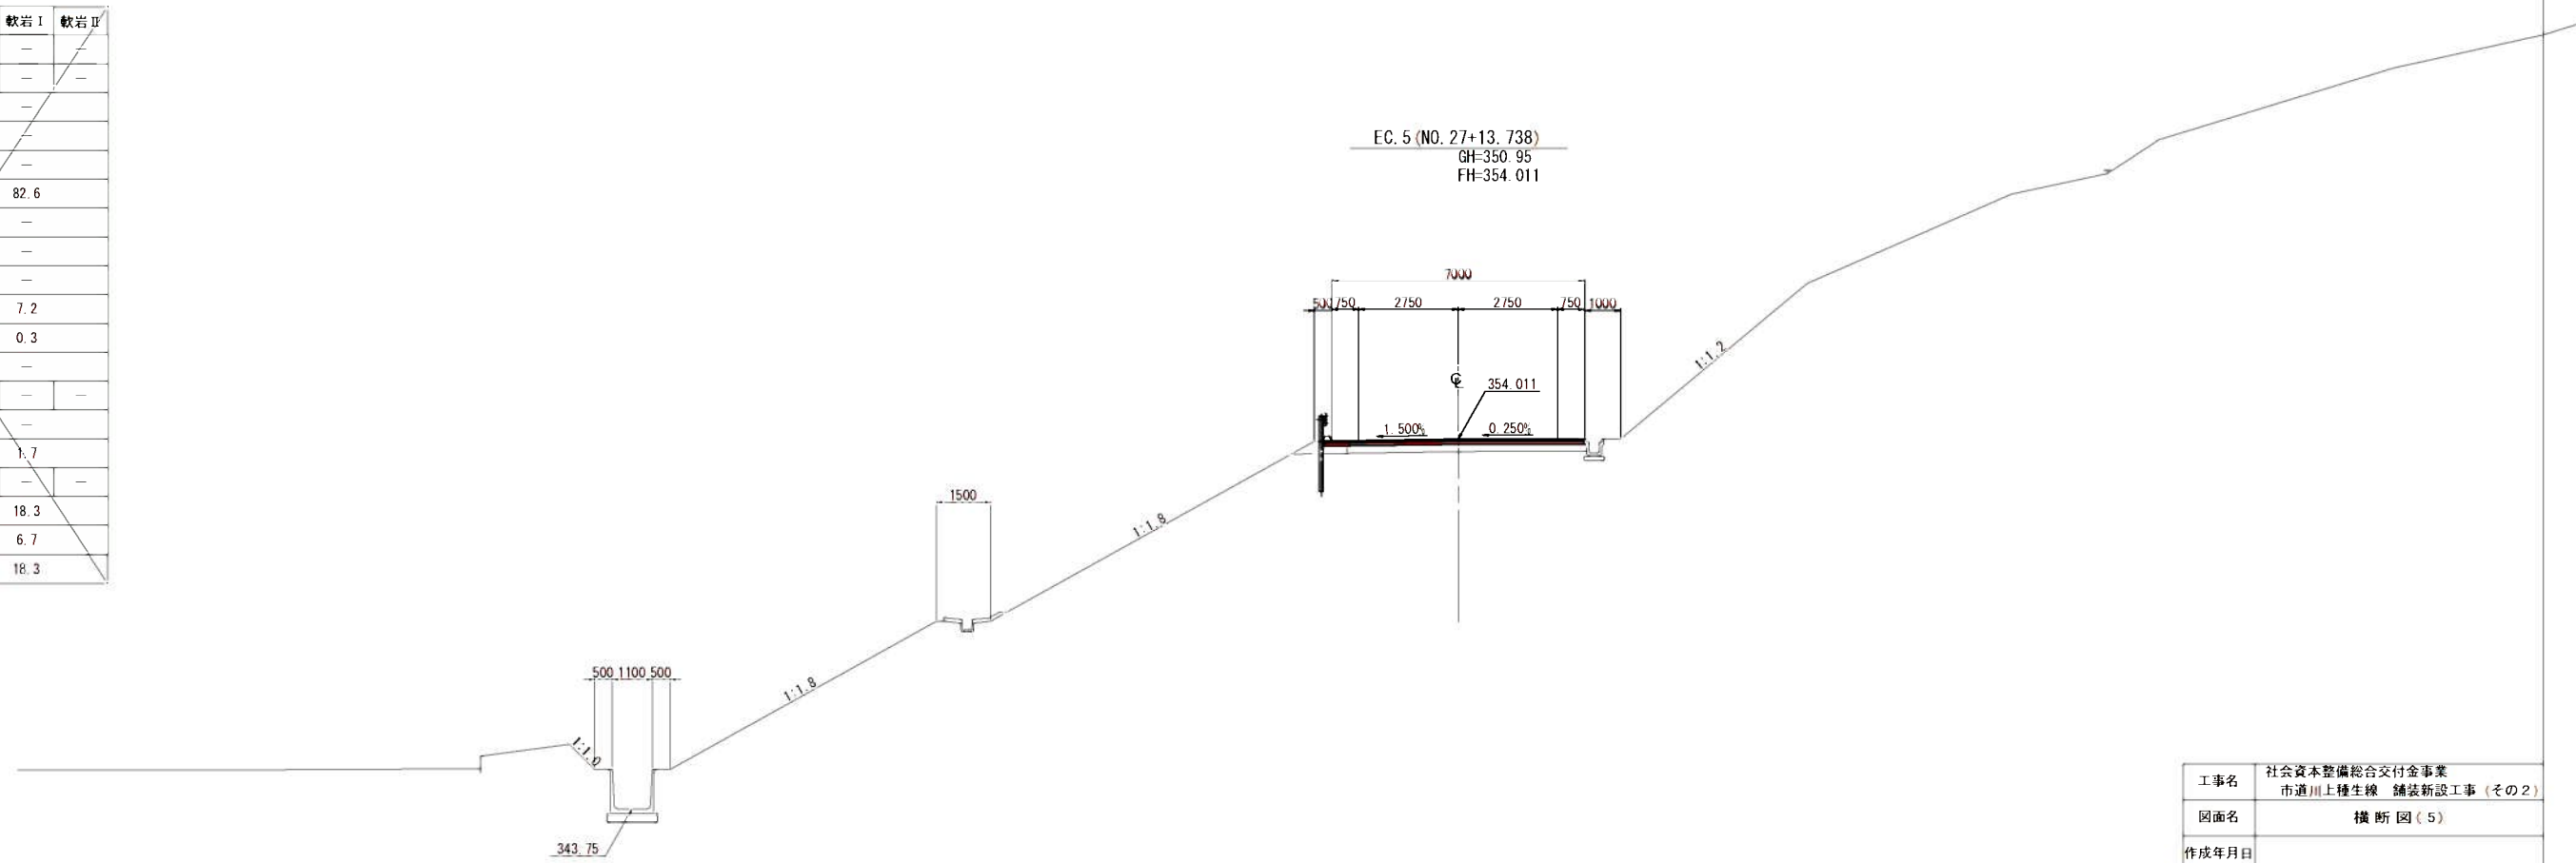 軟岩Ⅰ 軟岩Ⅱ
— —
— —
—
—
—
82.6
—
—
—
7.2
0.3
—
— —
—
1.7
— —
18.3
6.7
18.3
EC.5(NO.27+13.738)
GH=350.95
FH=354.011
7000
500 750 2750 2750 750 1000
1:1.2
CL 354.011
1.500% 0.250%
1500
1:1.8
500 1100 500
1:1.8
1:1.0
343.75
工事名 社会資本整備総合交付金事業
市道川上種生線 舗装新設工事(その2)
図面名 横断図(5)
作成年月日